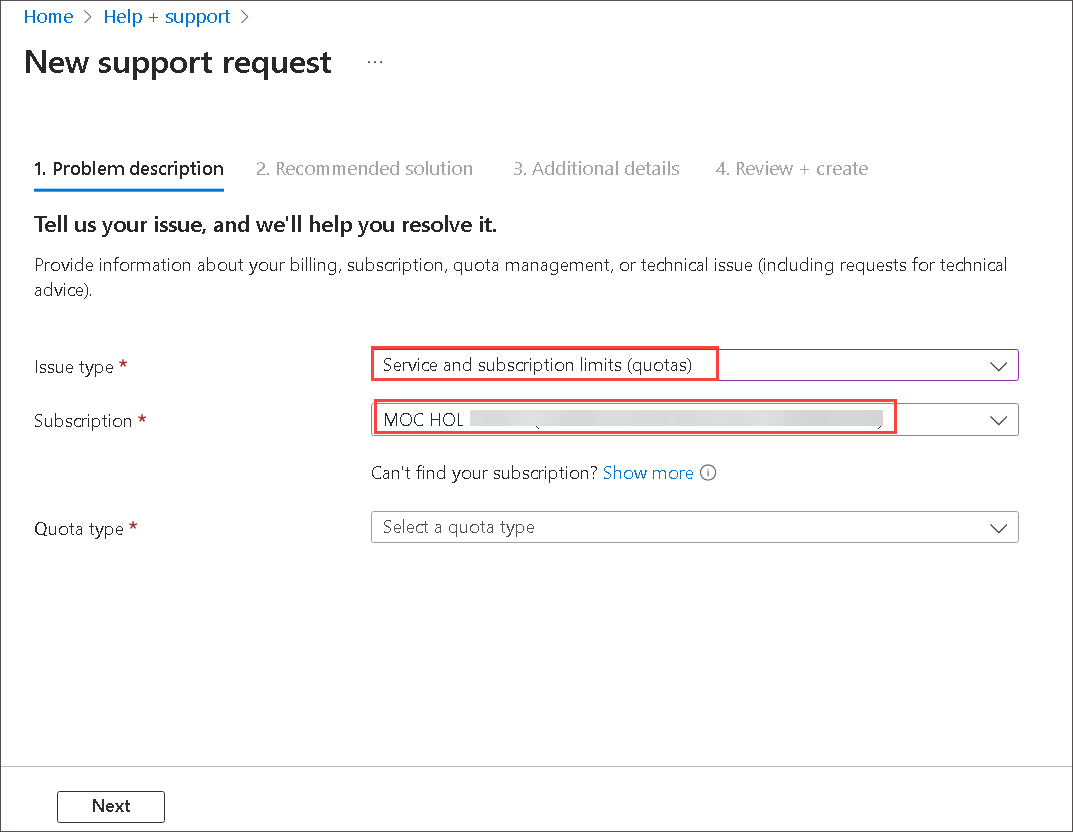 Home > Help + support >
New support request ...
1. Problem description 2. Recommended solution 3. Additional details 4. Review + create
Tell us your issue, and we'll help you resolve it.
Provide information about your billing, subscription, quota management, or technical issue (including requests for technical
advice).
Issue type * Service and subscription limits (quotas)
Subscription * MOC HOL
Can't find your subscription? Show more
Quota type * Select a quota type
Next